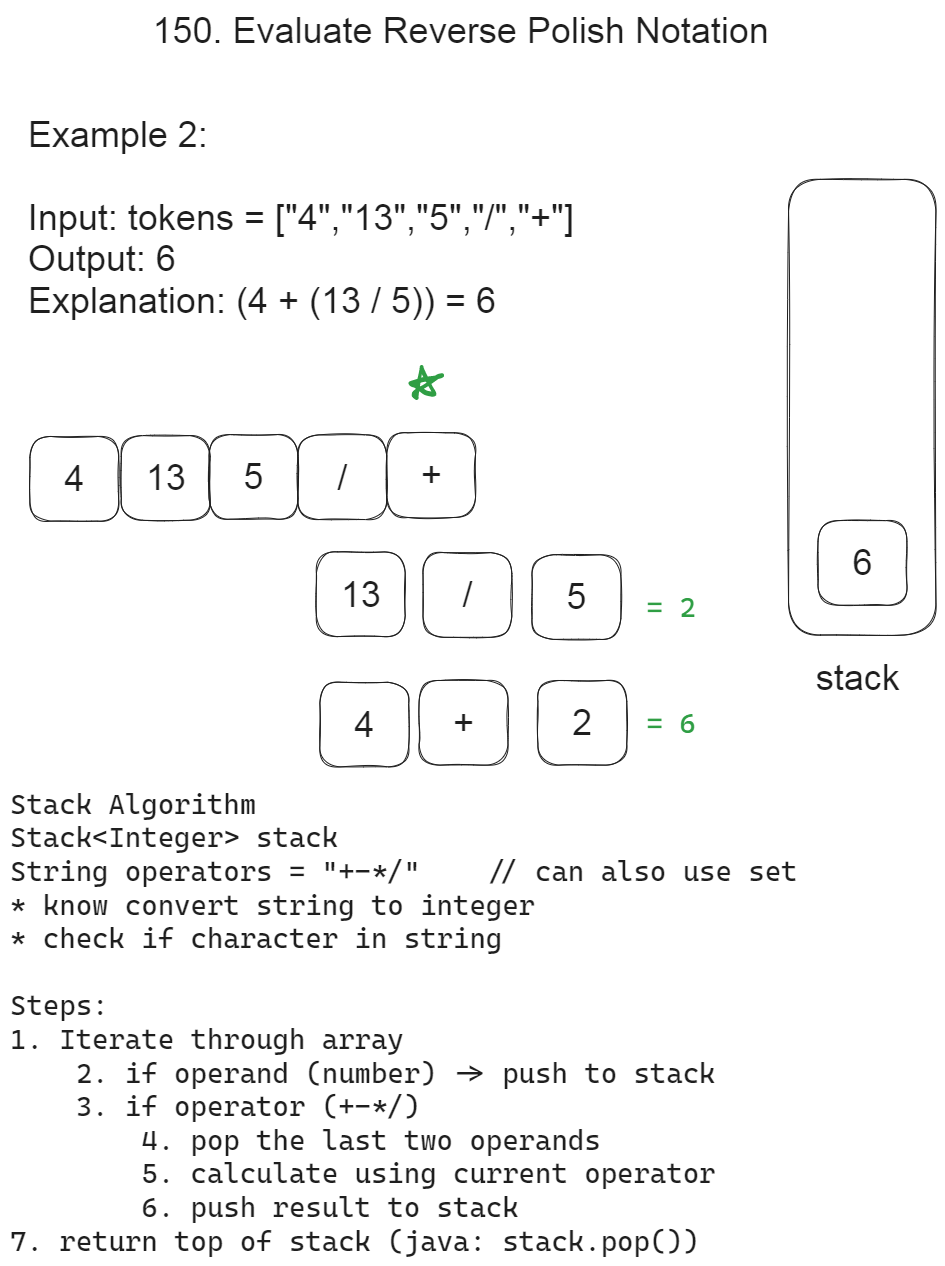 150. Evaluate Reverse Polish Notation
Example 2:
Input: tokens = ["4","13","5","/","+"]
Output: 6
Explanation: (4 + (13 / 5)) = 6
4 13 5 / +
13 / 5 = 2
4 + 2 = 6
6
stack
Stack Algorithm
Stack<Integer> stack
String operators = "+-*/"    // can also use set
* know convert string to integer
* check if character in string
Steps:
1. Iterate through array
2. if operand (number) -> push to stack
3. if operator (+-*/)
4. pop the last two operands
5. calculate using current operator
6. push result to stack
7. return top of stack (java: stack.pop())